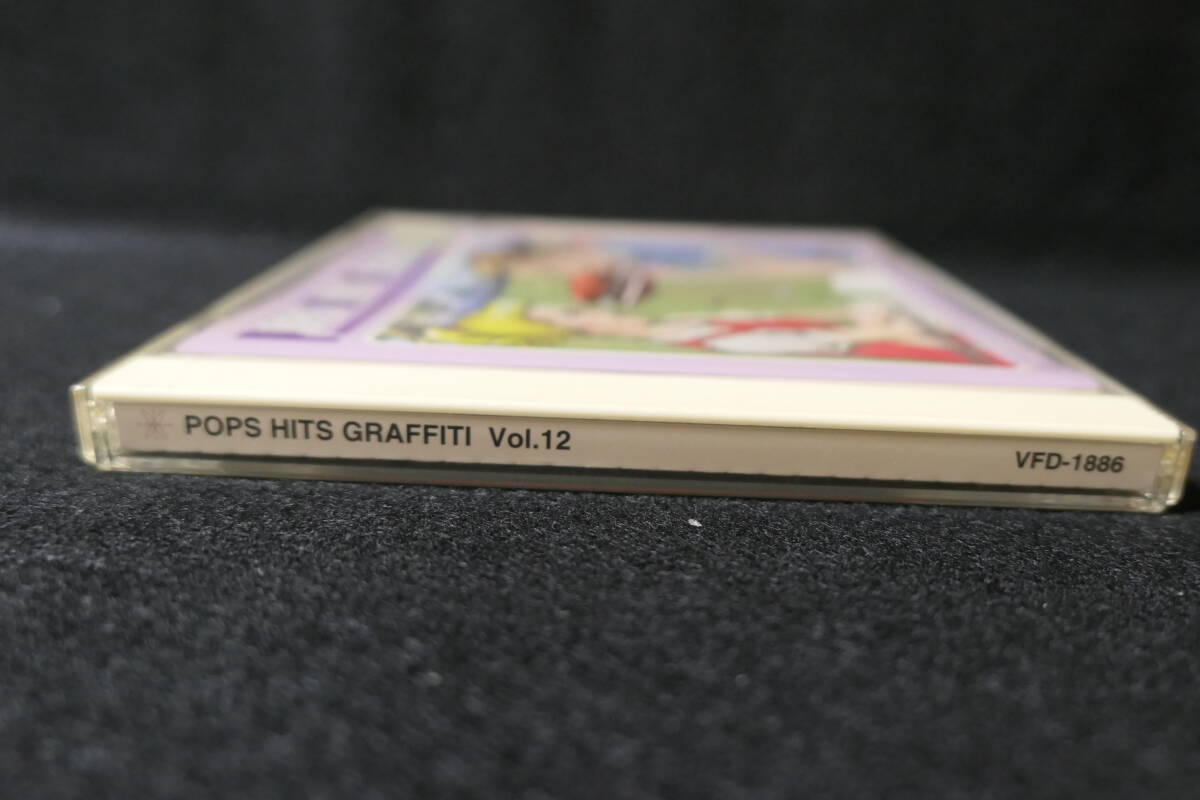 POPS HITS GRAFFITI Vol.12
VFD-1886